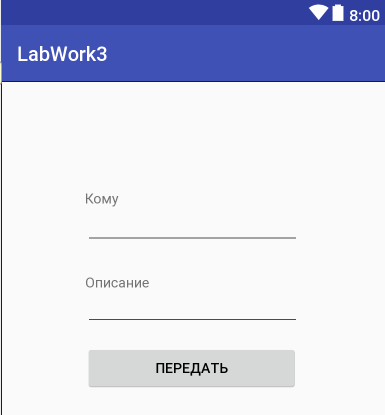 8:00
LabWork3
Кому
Описание
ПЕРЕДАТЬ